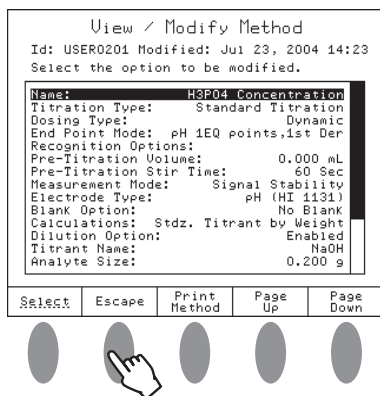 View / Modify Method
Id: USER0201 Modified: Jul 23, 2004 14:23
Select the option to be modified.
Name: H3PO4 Concentration
Titration Type: Standard Titration
Dosing Type: Dynamic
End Point Mode: pH 1EQ points,1st Der
Recognition Options:
Pre-Titration Volume: 0.000 mL
Pre-Titration Stir Time: 60 Sec
Measurement Mode: Signal Stability
Electrode Type: pH (HI 1131)
Blank Option: No Blank
Calculations: Stdz. Titrant by Weight
Dilution Option: Enabled
Titrant Name: NaOH
Analyte Size: 0.200 g
Select Escape Print Method Page Up Page Down